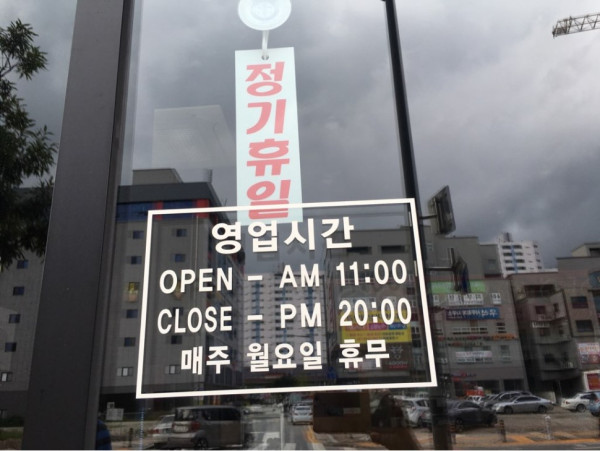 정기휴일
영업시간
OPEN - AM 11:00
CLOSE - PM 20:00
매주 월요일 휴무